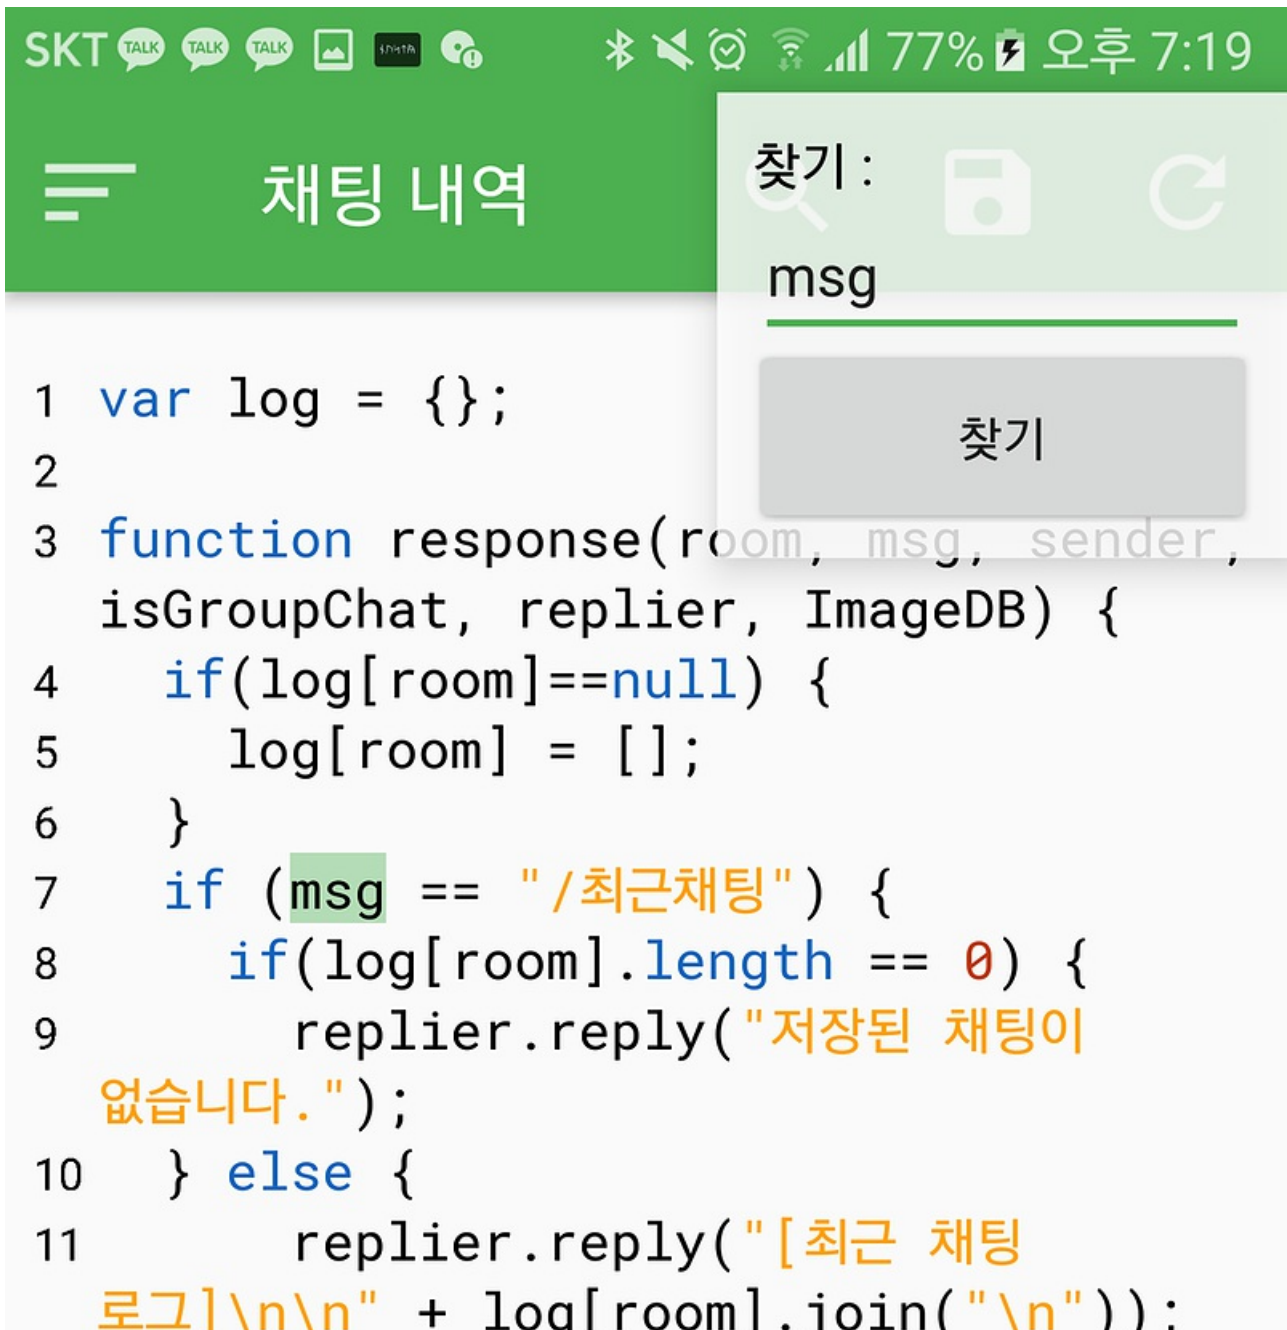 SKT TALK TALK TALK 77% 오후 7:19
채팅 내역
찾기 :
msg
찾기
1 var log = {};
2
3 function response(room, msg, sender,
isGroupChat, replier, ImageDB) {
4 if(log[room]==null) {
5 log[room] = [];
6 }
7 if (msg == "/최근채팅") {
8 if(log[room].length == 0) {
9 replier.reply("저장된 채팅이
없습니다.");
10 } else {
11 replier.reply("[최근 채팅
로그]\n\n" + log[room].join("\n"));